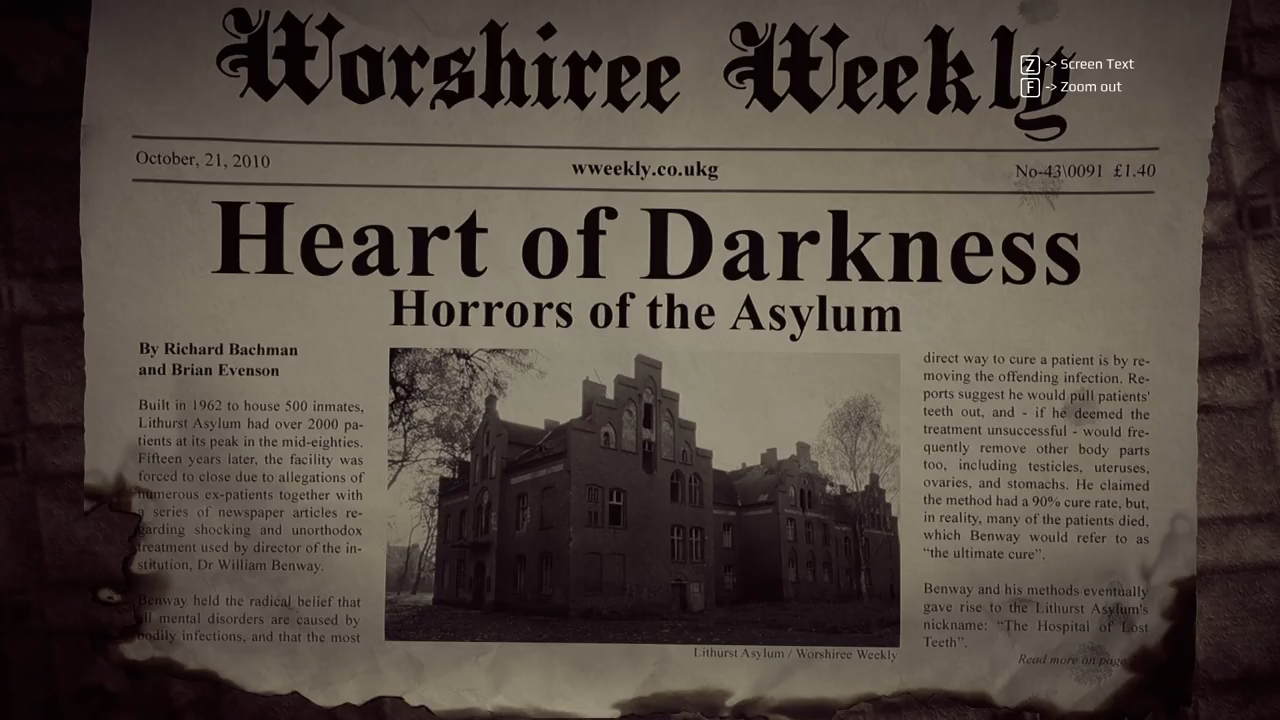 Worshiree Weekly
Z -> Screen Text
F -> Zoom out
October, 21, 2010
wweekly.co.ukg
No-43\0091 £1.40
Heart of Darkness
Horrors of the Asylum
By Richard Bachman
and Brian Evenson
Built in 1962 to house 500 inmates,
Lithurst Asylum had over 2000 pa-
tients at its peak in the mid-eighties.
Fifteen years later, the facility was
forced to close due to allegations of
numerous ex-patients together with
a series of newspaper articles re-
garding shocking and unorthodox
treatment used by director of the in-
stitution, Dr William Benway.
Benway held the radical belief that
all mental disorders are caused by
bodily infections, and that the most
Lithurst Asylum / Worshiree Weekly
direct way to cure a patient is by re-
moving the offending infection. Re-
ports suggest he would pull patients'
teeth out, and - if he deemed the
treatment unsuccessful - would fre-
quently remove other body parts
too, including testicles, uteruses,
ovaries, and stomachs. He claimed
the method had a 90% cure rate, but,
in reality, many of the patients died,
which Benway would refer to as
“the ultimate cure”.
Benway and his methods eventually
gave rise to the Lithurst Asylum's
nickname: “The Hospital of Lost
Teeth”.
Read more on page